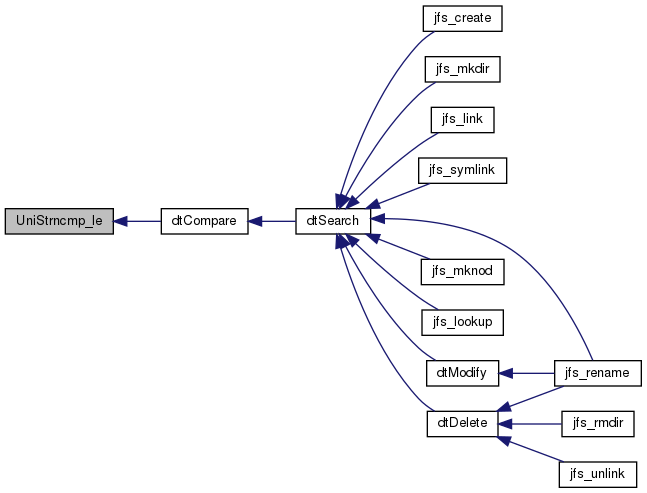 jfs_create
jfs_mkdir
jfs_link
jfs_symlink
UniStrncmp_le
dtCompare
dtSearch
jfs_mknod
jfs_lookup
dtModify
jfs_rename
dtDelete
jfs_rmdir
jfs_unlink